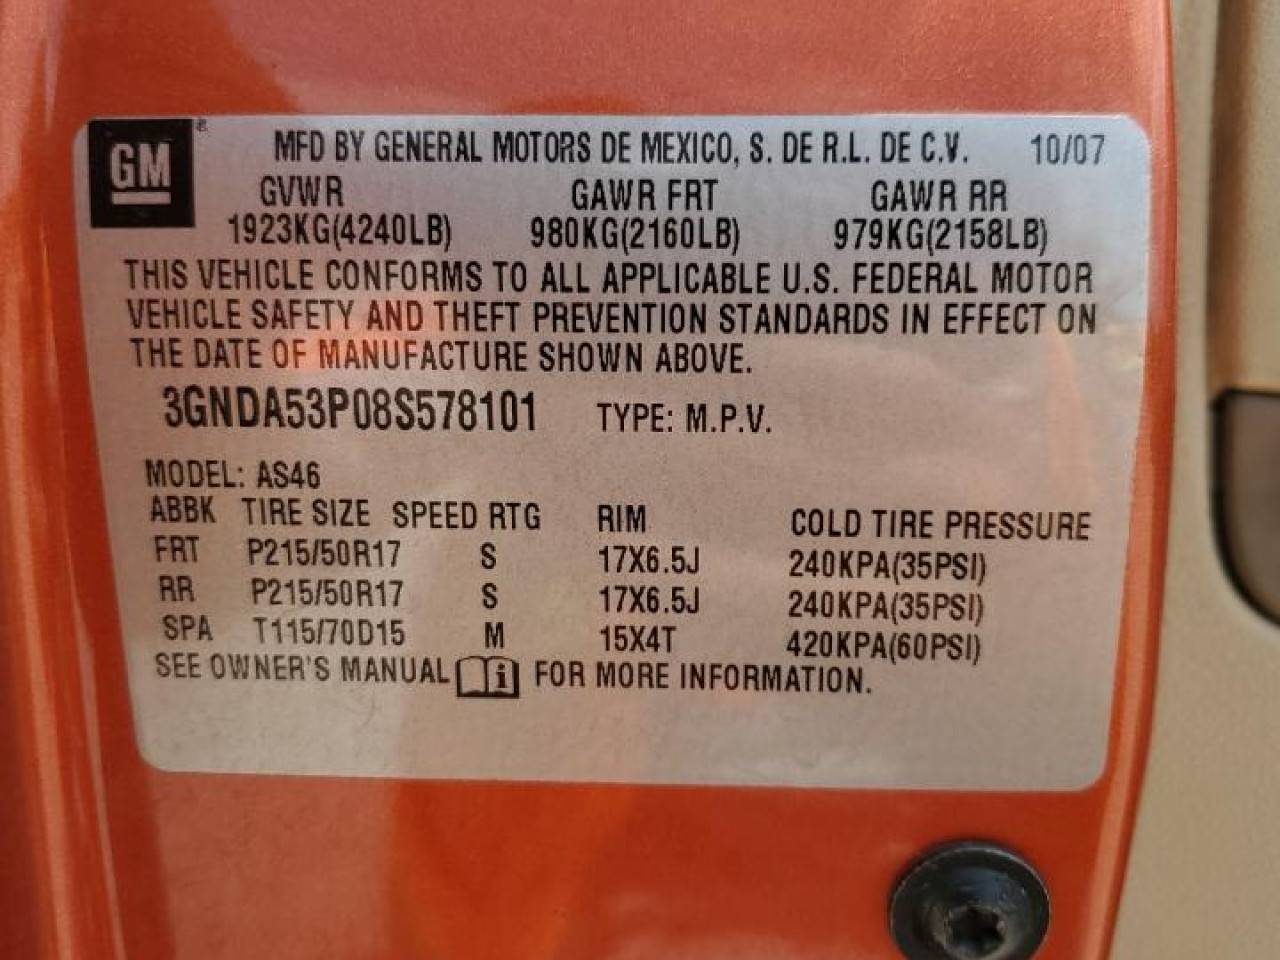 GM ® MFD BY GENERAL MOTORS DE MEXICO, S. DE R.L. DE C.V. 10/07
GVWR GAWR FRT GAWR RR
1923KG(4240LB) 980KG(2160LB) 979KG(2158LB)
THIS VEHICLE CONFORMS TO ALL APPLICABLE U.S. FEDERAL MOTOR
VEHICLE SAFETY AND THEFT PREVENTION STANDARDS IN EFFECT ON
THE DATE OF MANUFACTURE SHOWN ABOVE.
3GNDA53P08S578101 TYPE: M.P.V.
MODEL: AS46
ABBK TIRE SIZE SPEED RTG RIM COLD TIRE PRESSURE
FRT P215/50R17 S 17X6.5J 240KPA(35PSI)
RR P215/50R17 S 17X6.5J 240KPA(35PSI)
SPA T115/70D15 M 15X4T 420KPA(60PSI)
SEE OWNER'S MANUAL i FOR MORE INFORMATION.